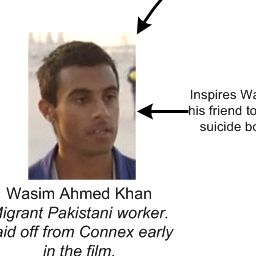 Inspires Wa
his friend to
suicide bo
Wasim Ahmed Khan
Migrant Pakistani worker.
aid off from Connex early
in the film.